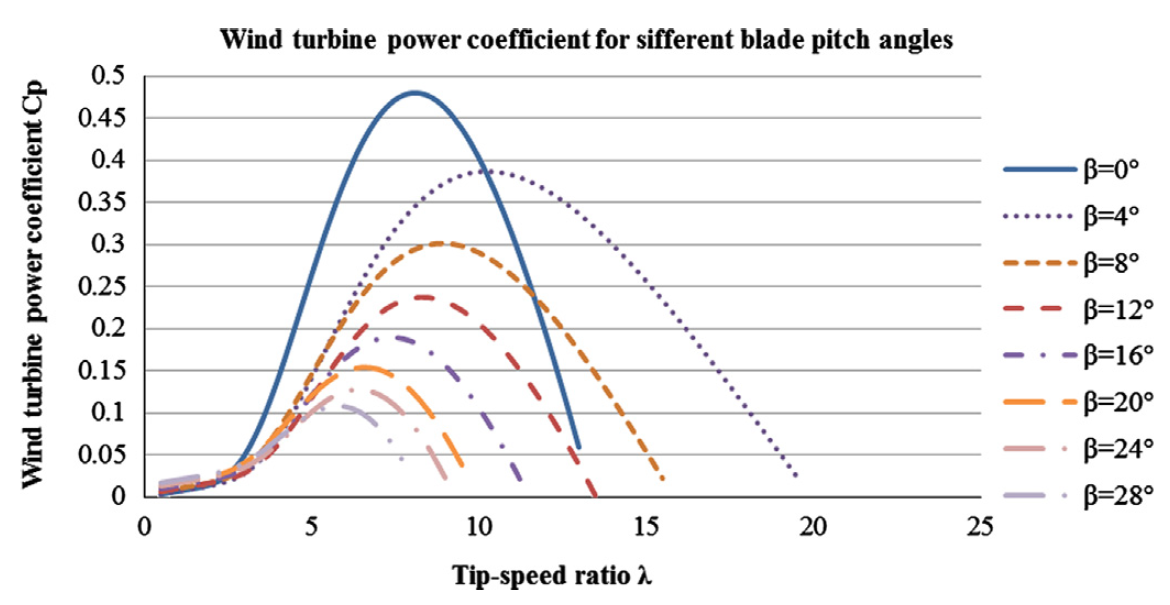 Wind turbine power coefficient for sifferent blade pitch angles
Wind turbine power coefficient Cp
0.5
0.45
0.4
0.35
0.3
0.25
0.2
0.15
0.1
0.05
0
0 5 10 15 20 25
Tip-speed ratio λ
β=0°
β=4°
β=8°
β=12°
β=16°
β=20°
β=24°
β=28°